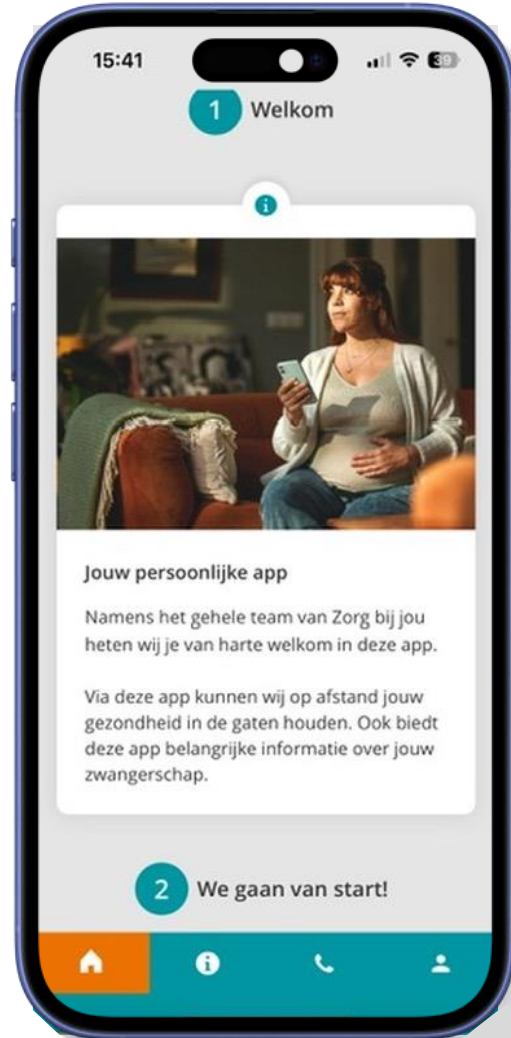 15:41
39
1 Welkom
Jouw persoonlijke app
Namens het gehele team van Zorg bij jou
heten wij je van harte welkom in deze app.
Via deze app kunnen wij op afstand jouw
gezondheid in de gaten houden. Ook biedt
deze app belangrijke informatie over jouw
zwangerschap.
2 We gaan van start!